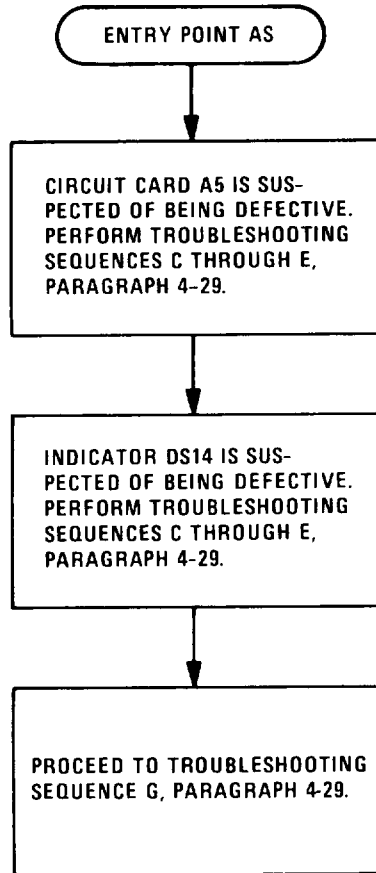 ENTRY POINT AS
CIRCUIT CARD A5 IS SUS-
PECTED OF BEING DEFECTIVE.
PERFORM TROUBLESHOOTING
SEQUENCES C THROUGH E,
PARAGRAPH 4-29.
INDICATOR DS14 IS SUS-
PECTED OF BEING DEFECTIVE.
PERFORM TROUBLESHOOTING
SEQUENCES C THROUGH E,
PARAGRAPH 4-29.
PROCEED TO TROUBLESHOOTING
SEQUENCE G, PARAGRAPH 4-29.